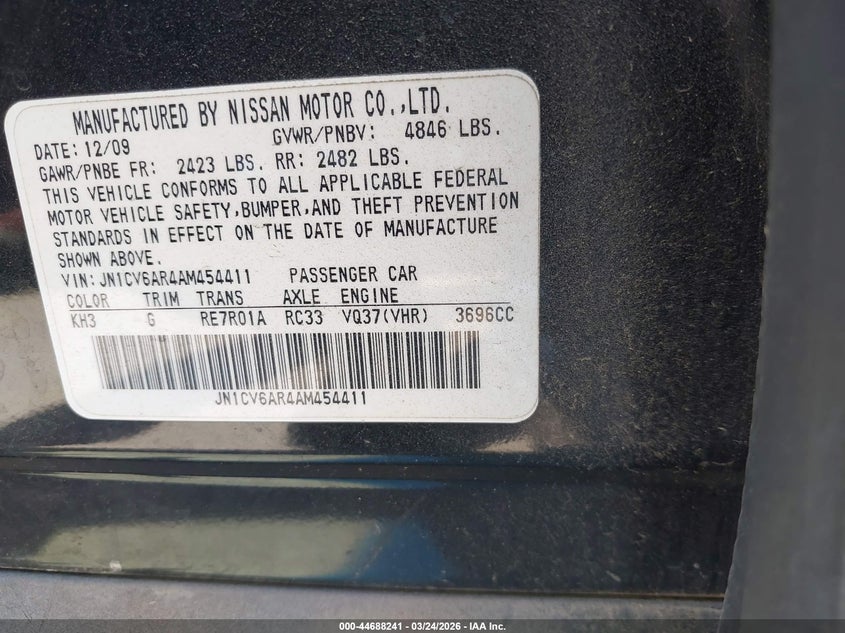 MANUFACTURED BY NISSAN MOTOR CO.,LTD.
DATE: 12/09 GVWR/PNBV: 4846 LBS.
GAWR/PNBE FR: 2423 LBS. RR: 2482 LBS.
THIS VEHICLE CONFORMS TO ALL APPLICABLE FEDERAL
MOTOR VEHICLE SAFETY,BUMPER,AND THEFT PREVENTION
STANDARDS IN EFFECT ON THE DATE OF MANUFACTURE
SHOWN ABOVE.
VIN: JN1CV6AR4AM454411 PASSENGER CAR
COLOR TRIM TRANS AXLE ENGINE
KH3 G RE7R01A RC33 VQ37(VHR) 3696CC
JN1CV6AR4AM454411
000-44688241 | 03/24/2026 | IAA Inc.